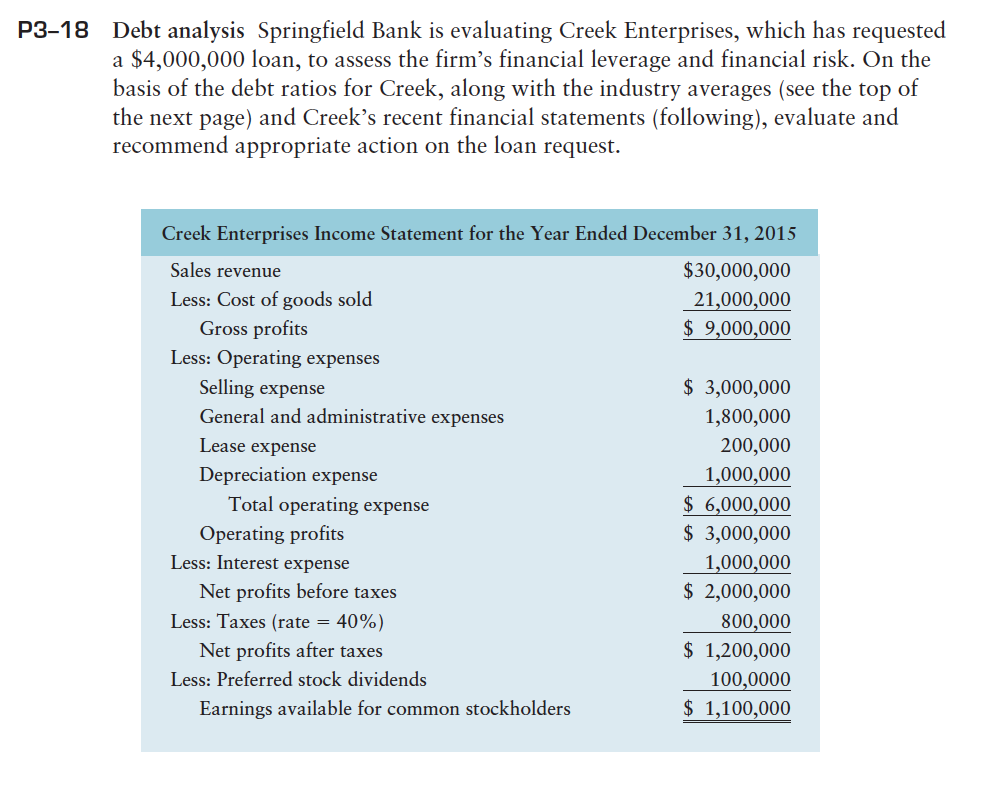 P3–18 Debt analysis Springfield Bank is evaluating Creek Enterprises, which has requested
a $4,000,000 loan, to assess the firm’s financial leverage and financial risk. On the
basis of the debt ratios for Creek, along with the industry averages (see the top of
the next page) and Creek’s recent financial statements (following), evaluate and
recommend appropriate action on the loan request.
Creek Enterprises Income Statement for the Year Ended December 31, 2015
Sales revenue $30,000,000
Less: Cost of goods sold 21,000,000
Gross profits $ 9,000,000
Less: Operating expenses
Selling expense $ 3,000,000
General and administrative expenses 1,800,000
Lease expense 200,000
Depreciation expense 1,000,000
Total operating expense $ 6,000,000
Operating profits $ 3,000,000
Less: Interest expense 1,000,000
Net profits before taxes $ 2,000,000
Less: Taxes (rate = 40%) 800,000
Net profits after taxes $ 1,200,000
Less: Preferred stock dividends 100,0000
Earnings available for common stockholders $ 1,100,000